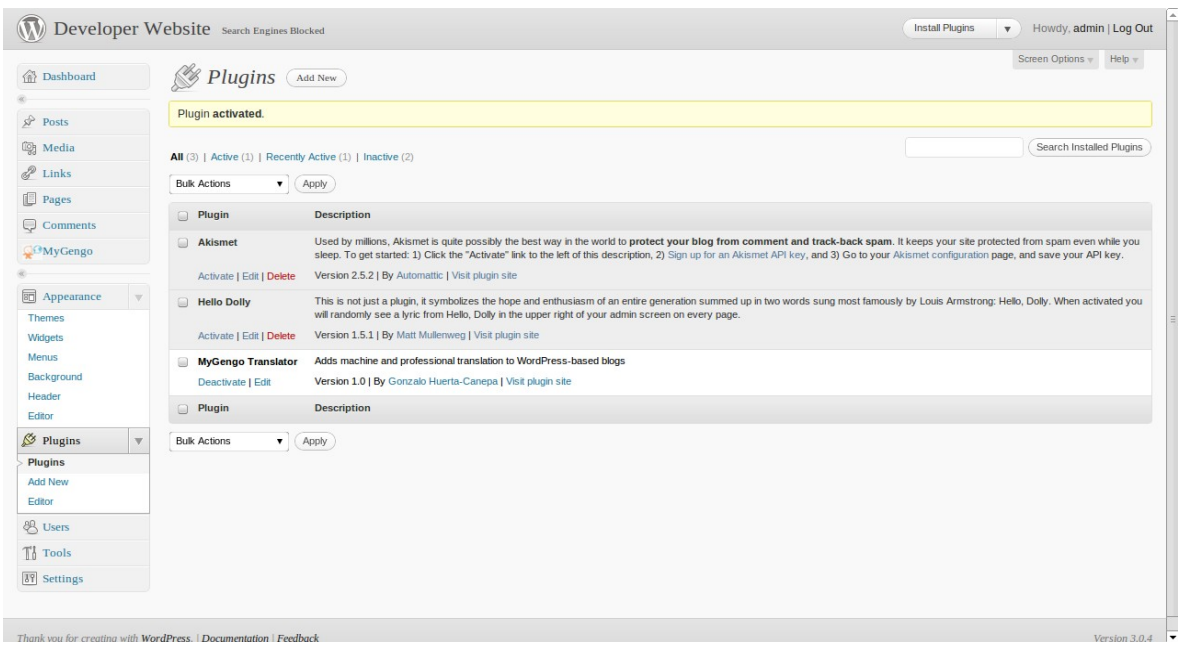 Developer Website Search Engines Blocked Install Plugins Howdy, admin | Log Out
Screen Options Help
Dashboard
Posts
Media
Links
Pages
Comments
MyGengo
Appearance
Themes
Widgets
Menus
Background
Header
Editor
Plugins
Plugins
Add New
Editor
Users
Tools
Settings
Plugins Add New
Plugin activated.
All (3) | Active (1) | Recently Active (1) | Inactive (2)
Search Installed Plugins
Bulk Actions Apply
Plugin Description
Akismet Used by millions, Akismet is quite possibly the best way in the world to protect your blog from comment and track-back spam. It keeps your site protected from spam even while you
sleep. To get started: 1) Click the "Activate" link to the left of this description, 2) Sign up for an Akismet API key, and 3) Go to your Akismet configuration page, and save your API key.
Activate | Edit | Delete Version 2.5.2 | By Automattic | Visit plugin site
Hello Dolly This is not just a plugin, it symbolizes the hope and enthusiasm of an entire generation summed up in two words sung most famously by Louis Armstrong: Hello, Dolly. When activated you
will randomly see a lyric from Hello, Dolly in the upper right of your admin screen on every page.
Activate | Edit | Delete Version 1.5.1 | By Matt Mullenweg | Visit plugin site
MyGengo Translator Adds machine and professional translation to WordPress-based blogs
Deactivate | Edit Version 1.0 | By Gonzalo Huerta-Canepa | Visit plugin site
Plugin Description
Bulk Actions Apply
Thank you for creating with WordPress. | Documentation | Feedback Version 3.0.4